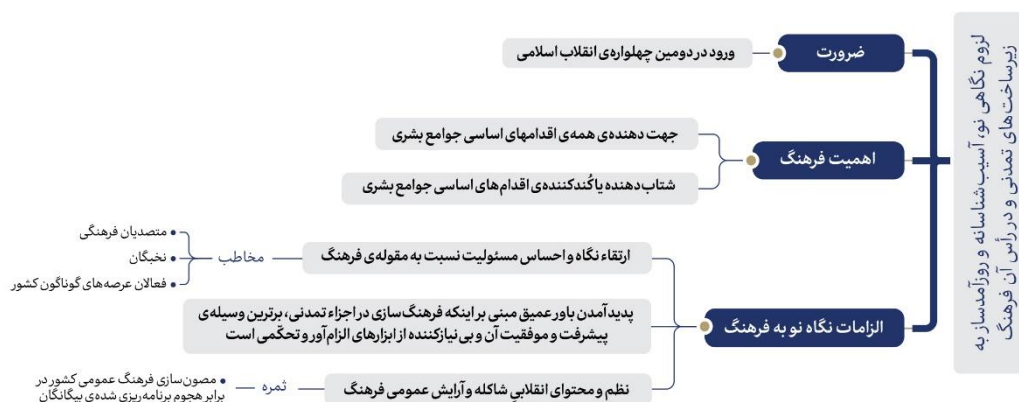 لزوم نگاهی نو، آسیب‌شناسانه و روزآمدساز به
زیرساخت‌های تمدنی و در رأس آن فرهنگ
ضرورت
ورود در دومین چهلواره‌ی انقلاب اسلامی
اهمیت فرهنگ
جهت دهنده‌ی همه‌ی اقدامهای اساسی جوامع بشری
شتاب‌دهنده یا کُندکننده‌ی اقدام‌های اساسی جوامع بشری
الزامات نگاه نو به فرهنگ
ارتقاء نگاه و احساس مسئولیت نسبت به مقوله‌ی فرهنگ
مخاطب
• متصدیان فرهنگی
• نخبگان
• فعالان عرصه‌های گوناگون کشور
پدید آمدن باور عمیق مبنی بر اینکه فرهنگ‌سازی در اجزاء تمدنی، برترین وسیله‌ی
پیشرفت و موفقیت آن و بی‌نیازکننده از ابزارهای الزام‌آور و تحکّمی است
نظم و محتوای انقلابیِ شاکله و آرایش عمومی فرهنگ
ثمره
• مصون‌سازی فرهنگ عمومی کشور در
برابر هجوم برنامه‌ریزی شده‌ی بیگانگان